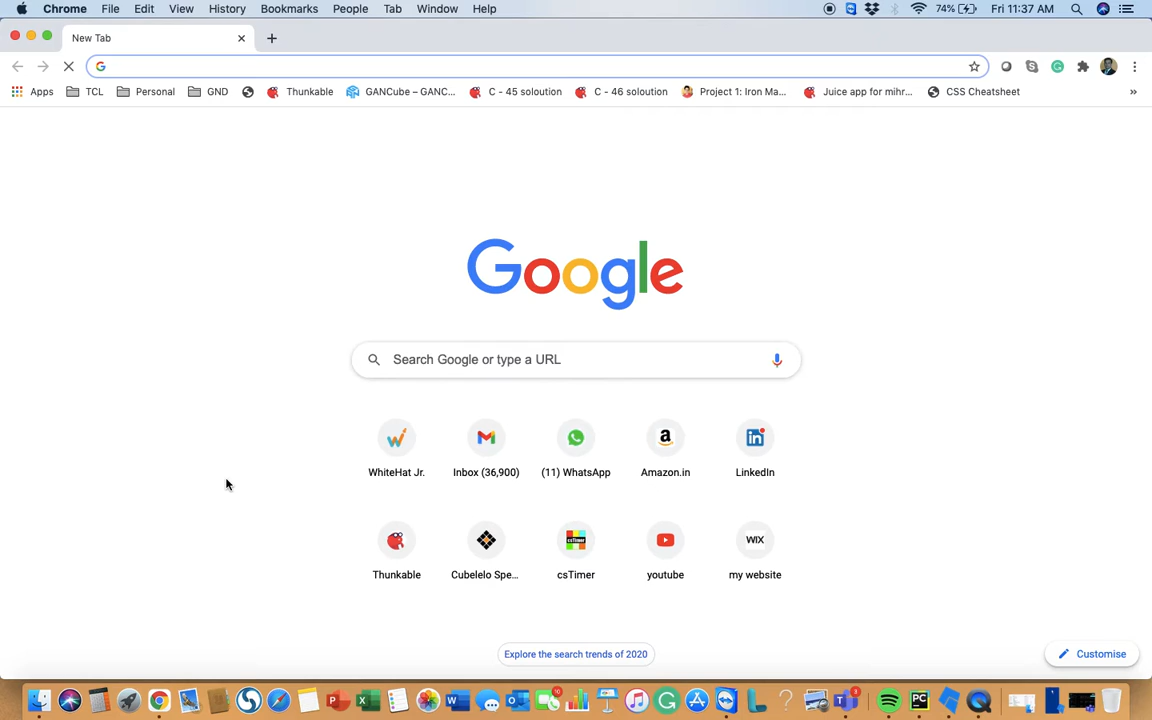 Chrome File Edit View History Bookmarks People Tab Window Help 74% Fri 11:37 AM
New Tab
Apps TCL Personal GND Thunkable GANCube – GANC... C - 45 soloution C - 46 soloution Project 1: Iron Ma... Juice app for mihr... CSS Cheatsheet »
Google
Search Google or type a URL
WhiteHat Jr. Inbox (36,900) (11) WhatsApp Amazon.in LinkedIn
csTimer WIX
Thunkable Cubelelo Spe... csTimer youtube my website
Explore the search trends of 2020
Customise